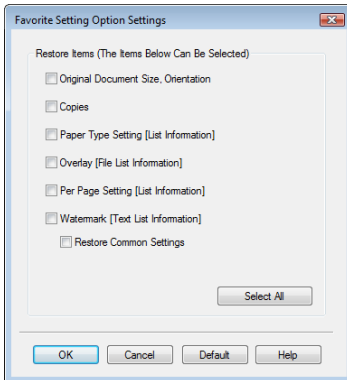 Favorite Setting Option Settings
Restore Items (The Items Below Can Be Selected)
Original Document Size, Orientation
Copies
Paper Type Setting [List Information]
Overlay [File List Information]
Per Page Setting [List Information]
Watermark [Text List Information]
Restore Common Settings
Select All
OK Cancel Default Help